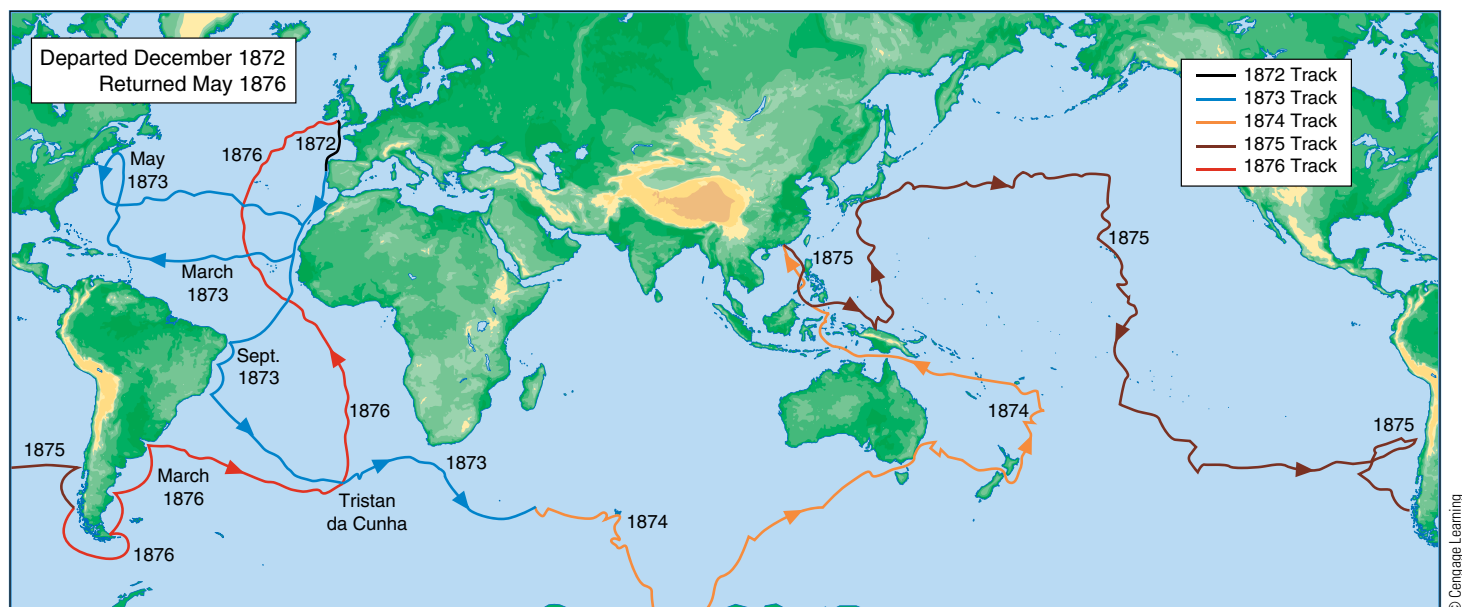 Departed December 1872
Returned May 1876
1872 Track
1873 Track
1874 Track
1875 Track
1876 Track
1872
1876
May
1873
March
1873
Sept.
1873
1876
1873
Tristan
da Cunha
March
1876
1875
1876
1874
1874
1875
1875
1875
© Cengage Learning